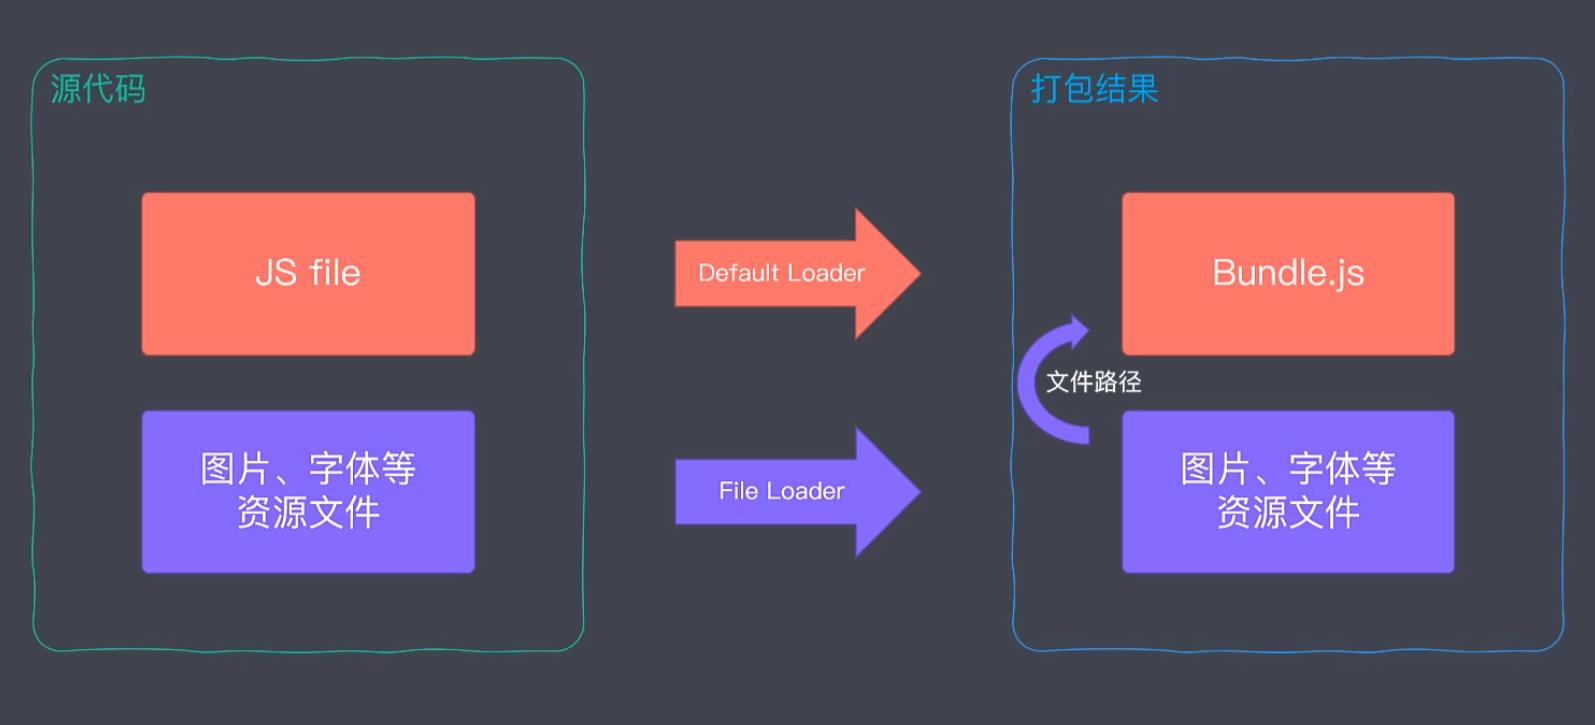 源代码
打包结果
JS file
Default Loader
Bundle.js
文件路径
图片、字体等
资源文件
File Loader
图片、字体等
资源文件